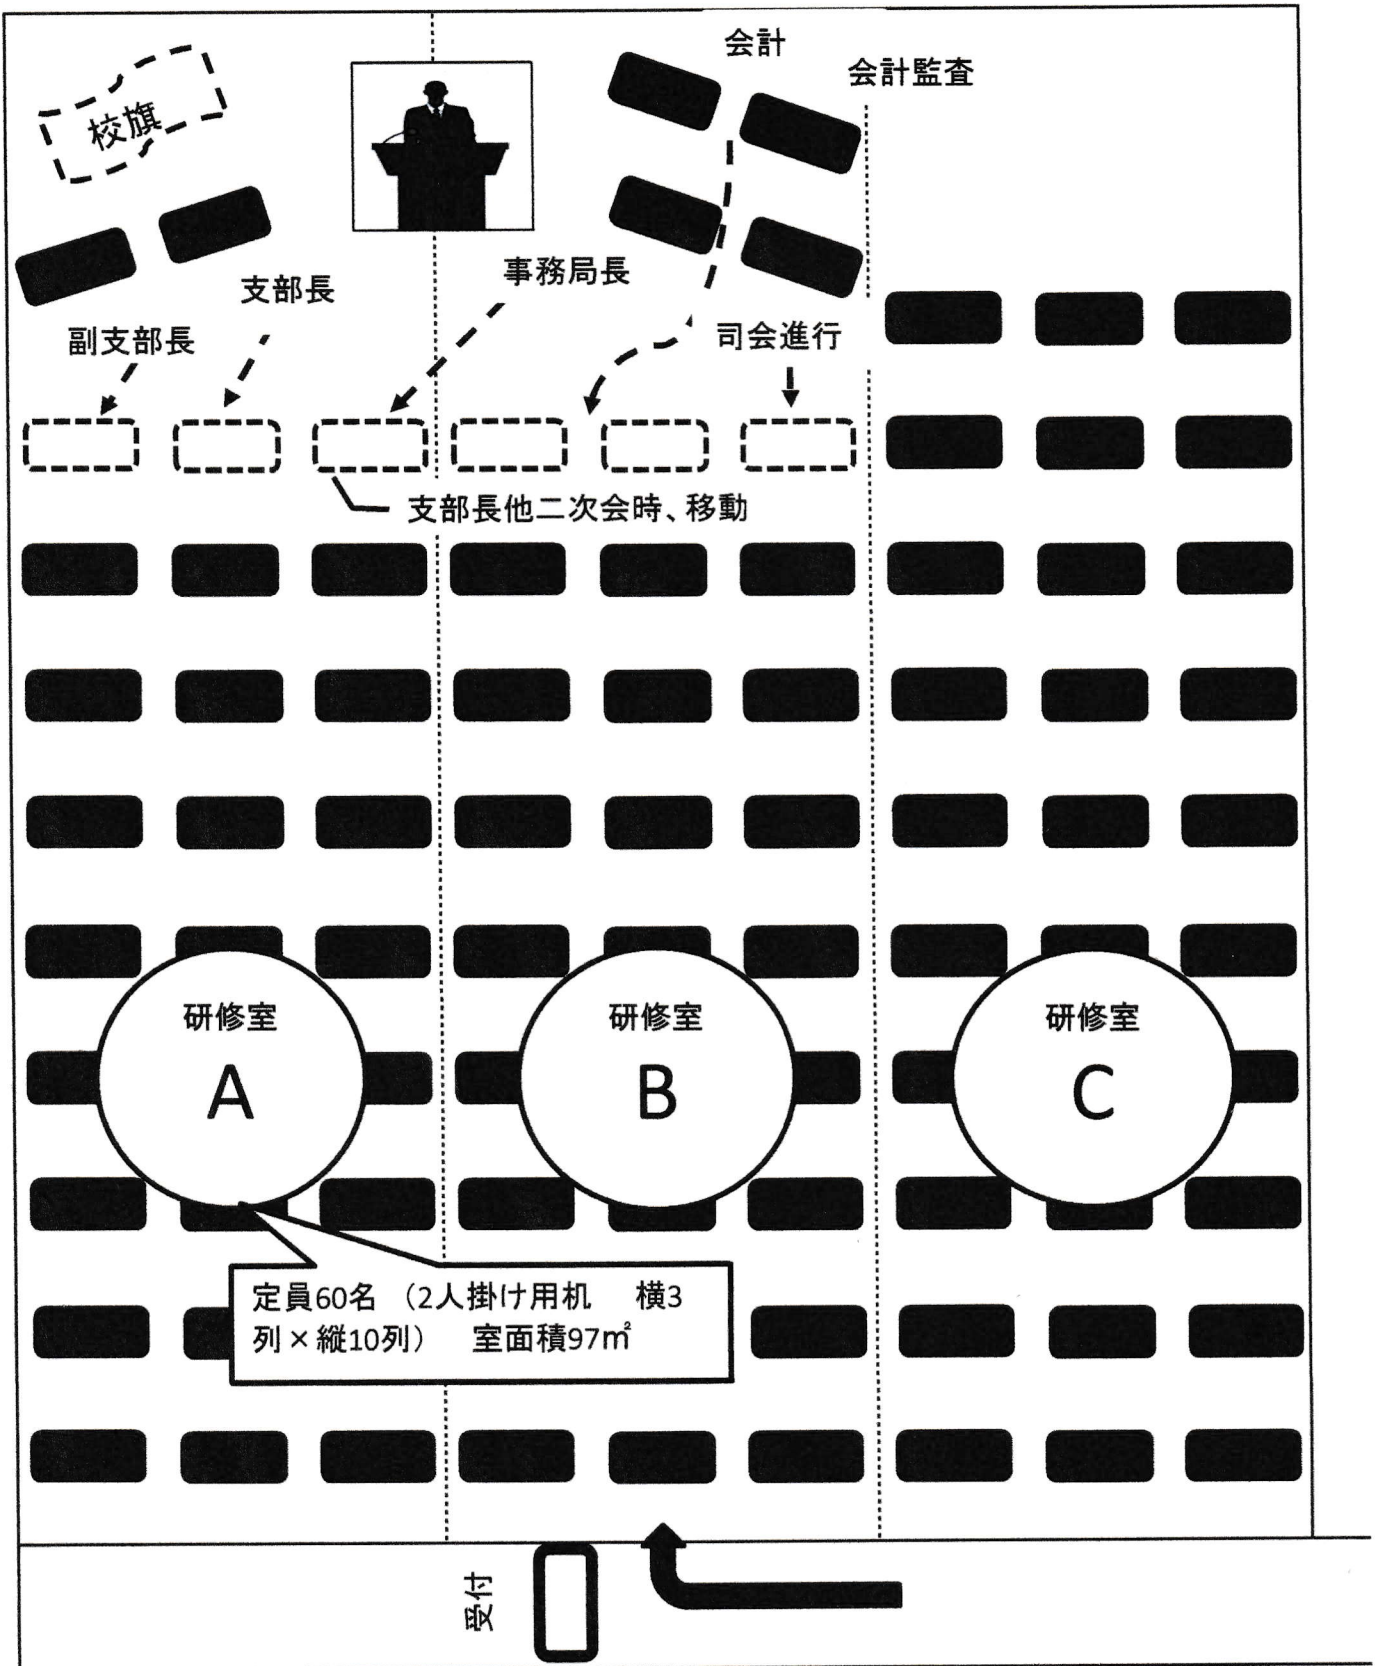 会計
会計監査
校旗
事務局長
支部長
副支部長
司会進行
支部長他二次会時、移動
研修室
A
研修室
B
研修室
C
定員60名 （2人掛け用机　横3
列×縦10列）　室面積97㎡
受付